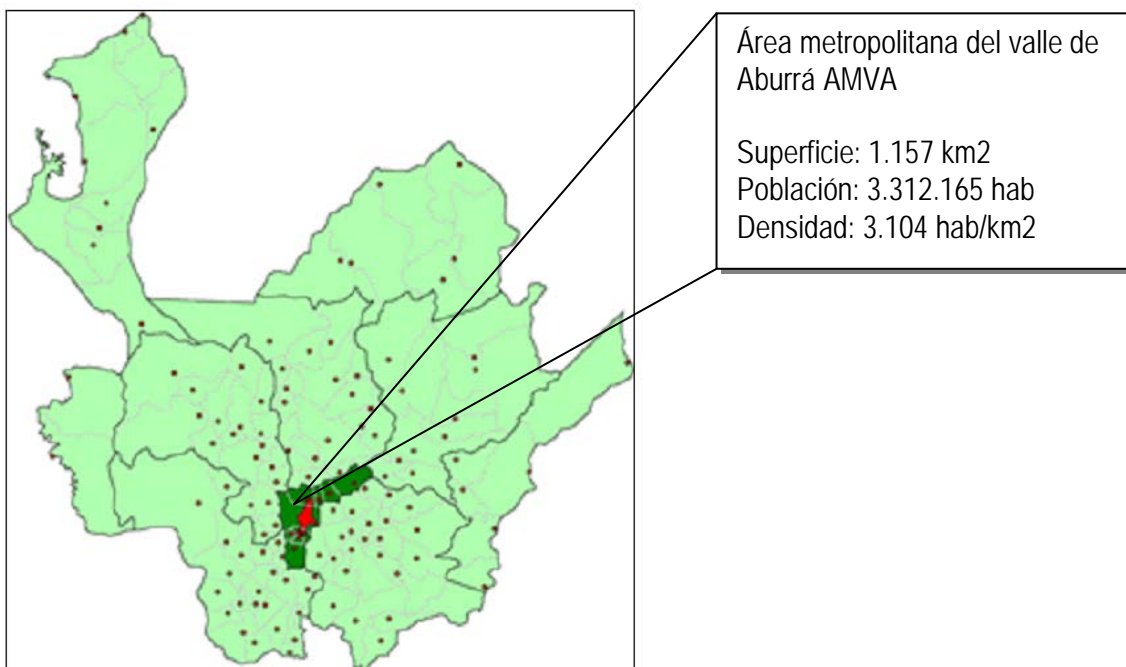 Área metropolitana del valle de
Aburrá AMVA
Superficie: 1.157 km2
Población: 3.312.165 hab
Densidad: 3.104 hab/km2